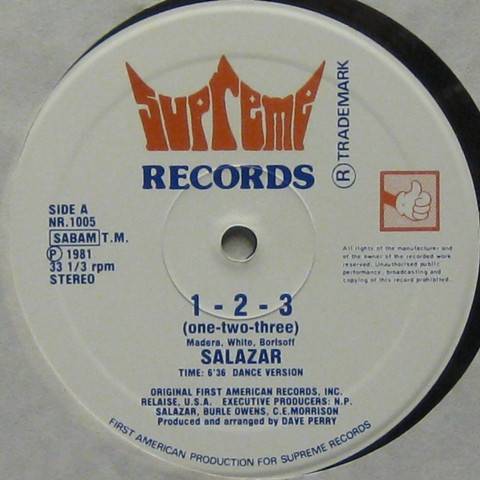 SUPREME
RECORDS
® TRADEMARK
SIDE A
NR.1005
SABAM T.M.
Ⓟ 1981
33 1/3 rpm
STEREO
All rights of the manufacturer and
of the owner of the recorded work
reserved. Unauthorised public
performance, broadcasting and
copying of this record prohibited.
1 - 2 - 3
(one-two-three)
Madera, White, Borisoff
SALAZAR
TIME: 6'36 DANCE VERSION
ORIGINAL FIRST AMERICAN RECORDS, INC.
RELAISE, U.S.A. EXECUTIVE PRODUCERS: N.P.
SALAZAR, BURLE OWENS, C.E.MORRISON
Produced and arranged by DAVE PERRY
FIRST AMERICAN PRODUCTION FOR SUPREME RECORDS